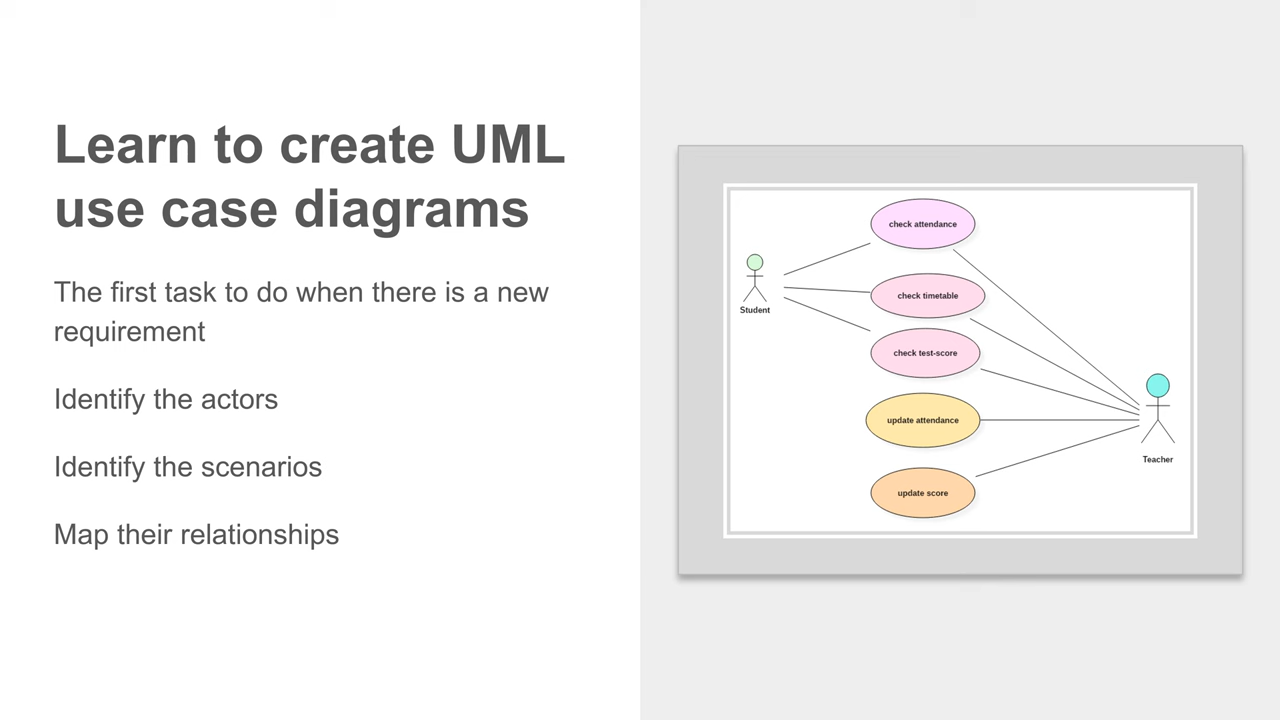 Learn to create UML
use case diagrams
The first task to do when there is a new
requirement
Identify the actors
Identify the scenarios
Map their relationships
check attendance
check timetable
Student
check test-score
update attendance
Teacher
update score